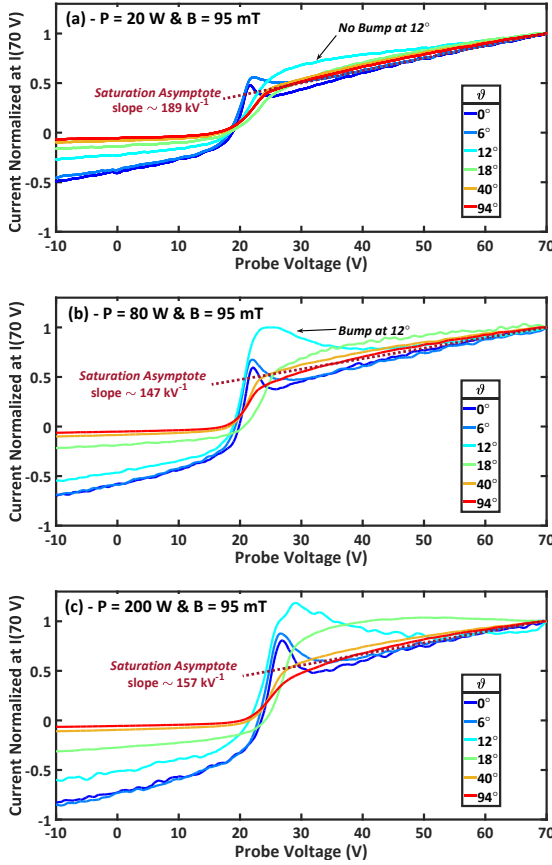 (a) - P = 20 W & B = 95 mT
No Bump at 12°
Saturation Asymptote
slope ~ 189 kV⁻¹
ϑ
0°
6°
12°
18°
40°
94°
Current Normalized at I(70 V)
1
0.5
0
-0.5
-1
-10 0 10 20 30 40 50 60 70
Probe Voltage (V)
(b) - P = 80 W & B = 95 mT
Bump at 12°
Saturation Asymptote
slope ~ 147 kV⁻¹
ϑ
0°
6°
12°
18°
40°
94°
Current Normalized at I(70 V)
1
0.5
0
-0.5
-1
-10 0 10 20 30 40 50 60 70
Probe Voltage (V)
(c) - P = 200 W & B = 95 mT
Saturation Asymptote
slope ~ 157 kV⁻¹
ϑ
0°
6°
12°
18°
40°
94°
Current Normalized at I(70 V)
1
0.5
0
-0.5
-1
-10 0 10 20 30 40 50 60 70
Probe Voltage (V)